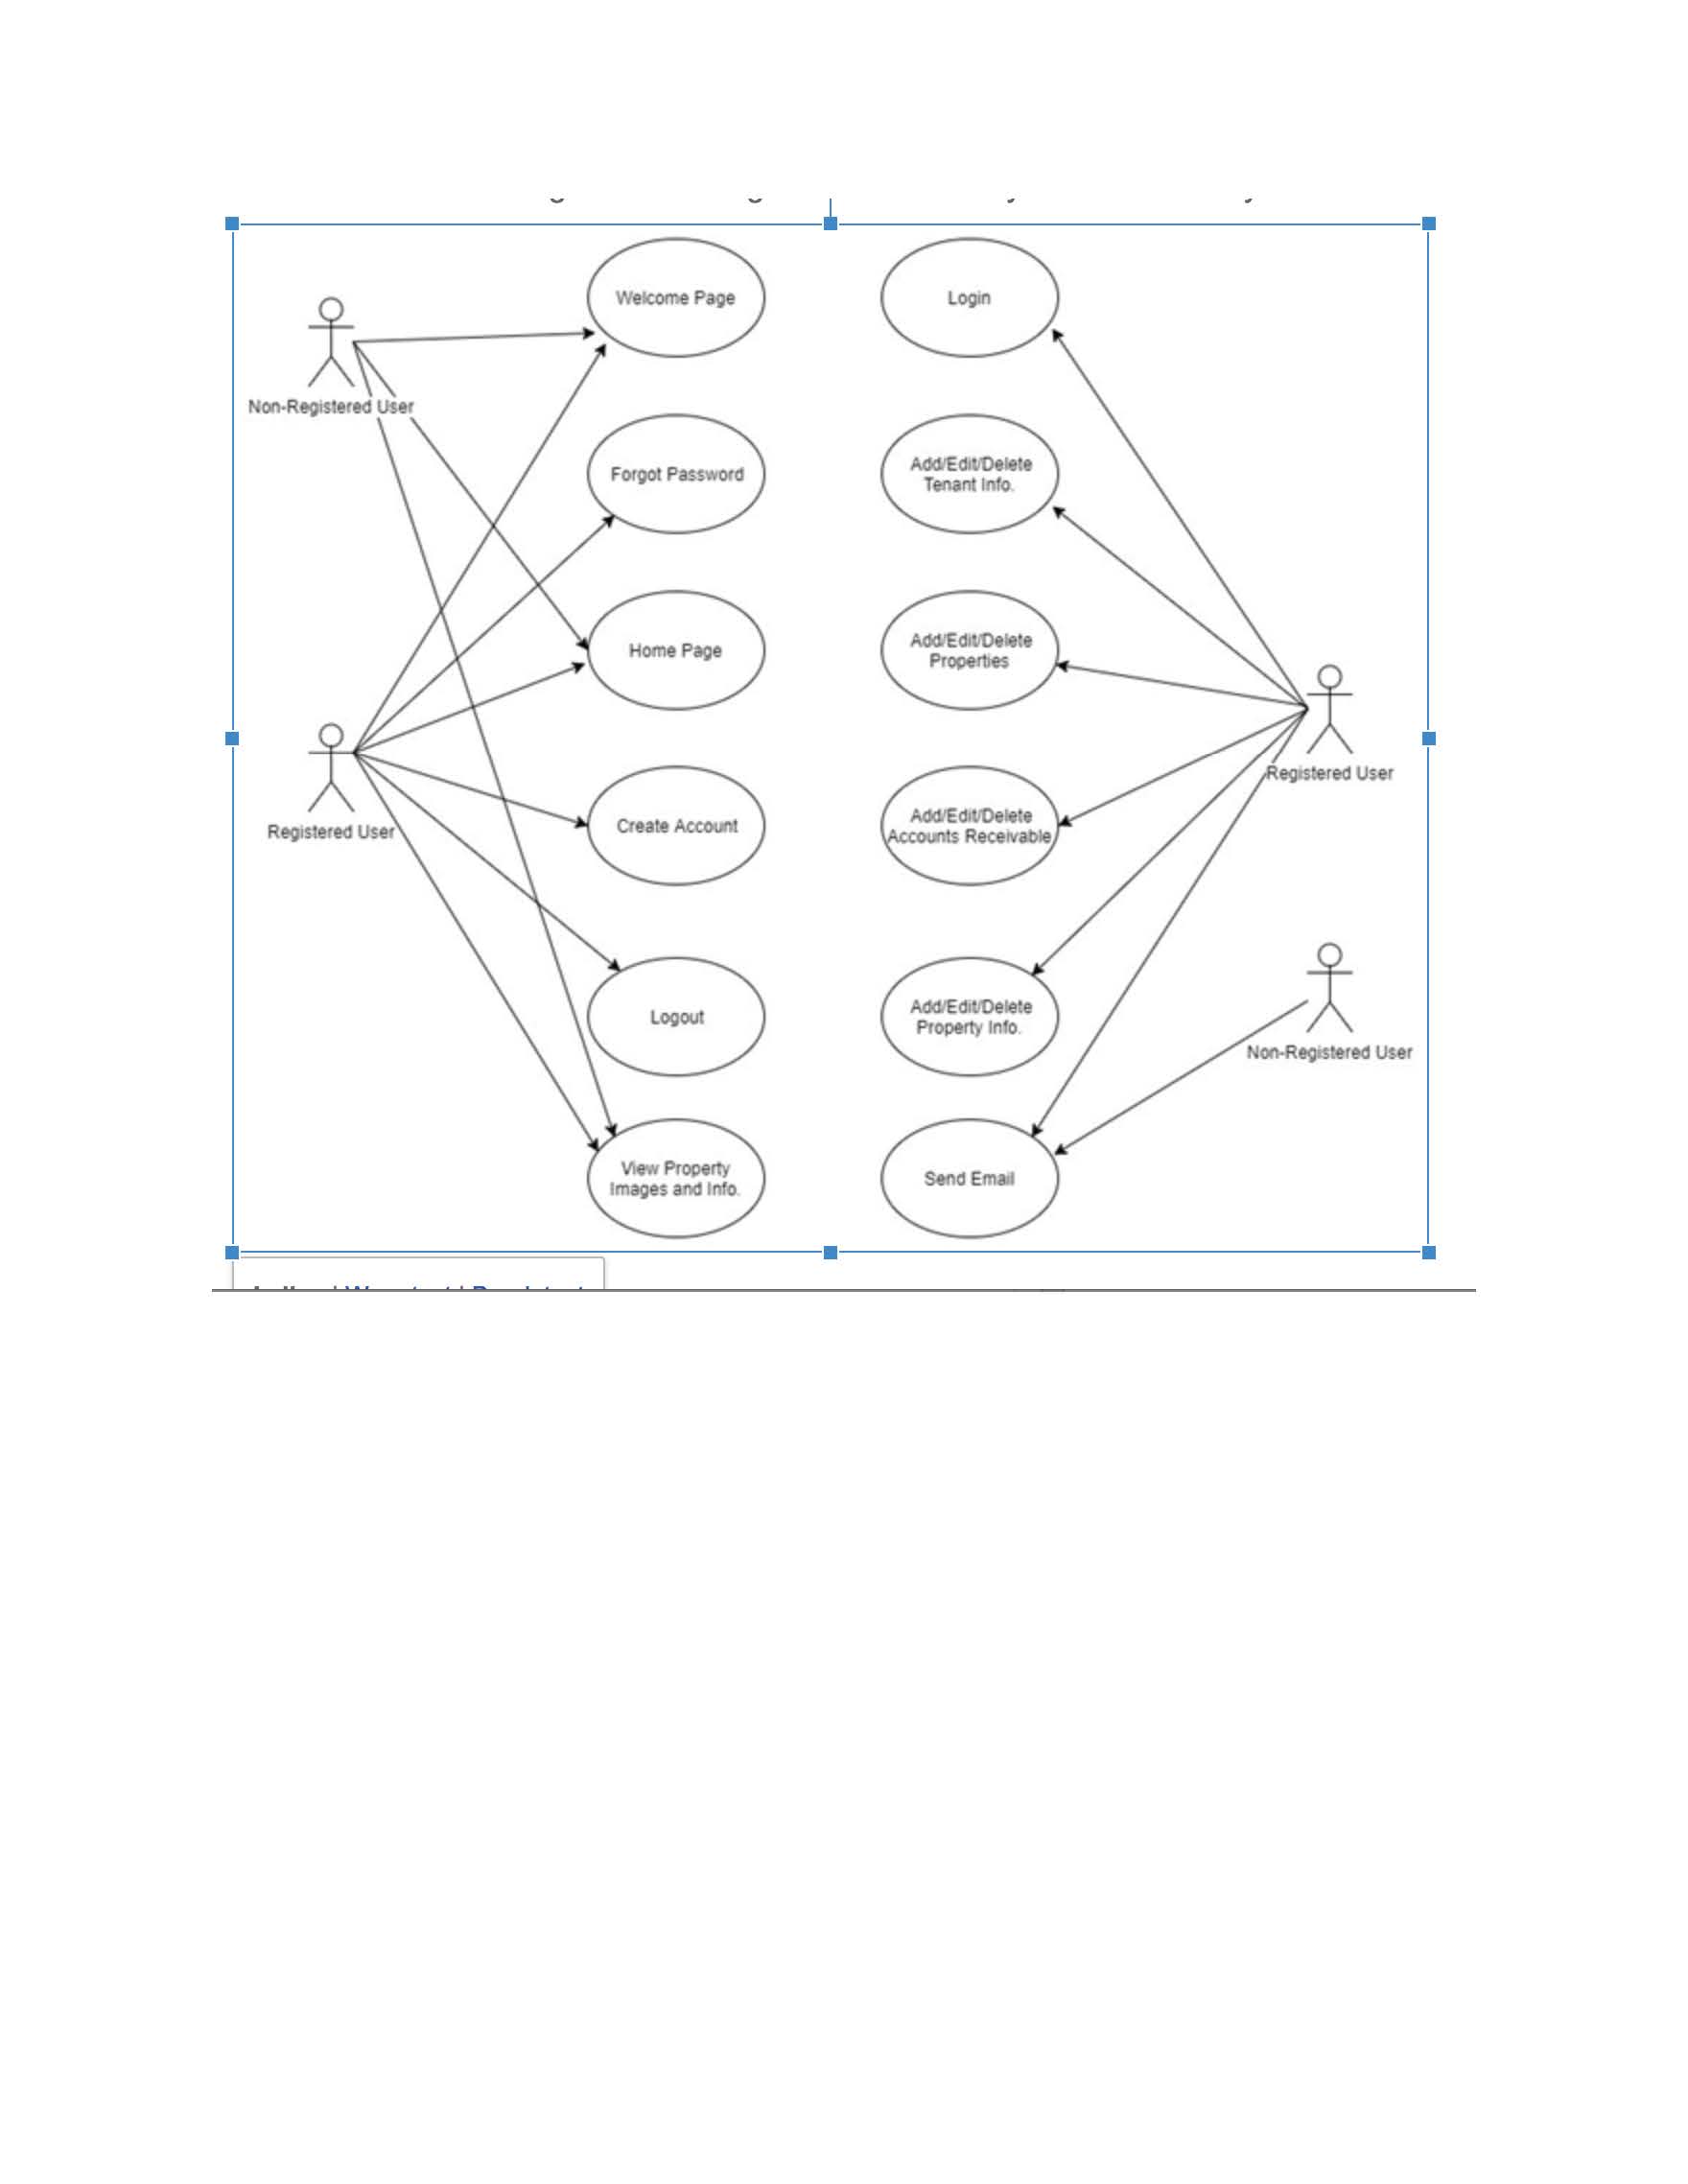 Welcome Page
Login
Non-Registered User
Forgot Password
Add/Edit/Delete
Tenant Info.
Home Page
Add/Edit/Delete
Properties
Registered User
Create Account
Add/Edit/Delete
Accounts Receivable
Registered User
Logout
Add/Edit/Delete
Property Info.
Non-Registered User
View Property
Images and Info.
Send Email